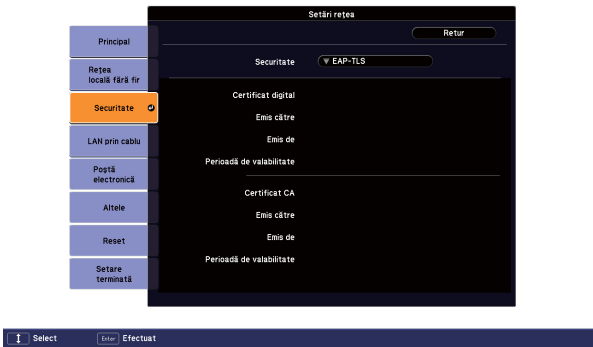 Setări rețea
Retur
Principal
Rețea
locală fără fir
Securitate
LAN prin cablu
Poștă
electronică
Altele
Reset
Setare
terminată
Securitate
EAP-TLS
Certificat digital
Emis către
Emis de
Perioadă de valabilitate
Certificat CA
Emis către
Emis de
Perioadă de valabilitate
Select
Enter Efectuat